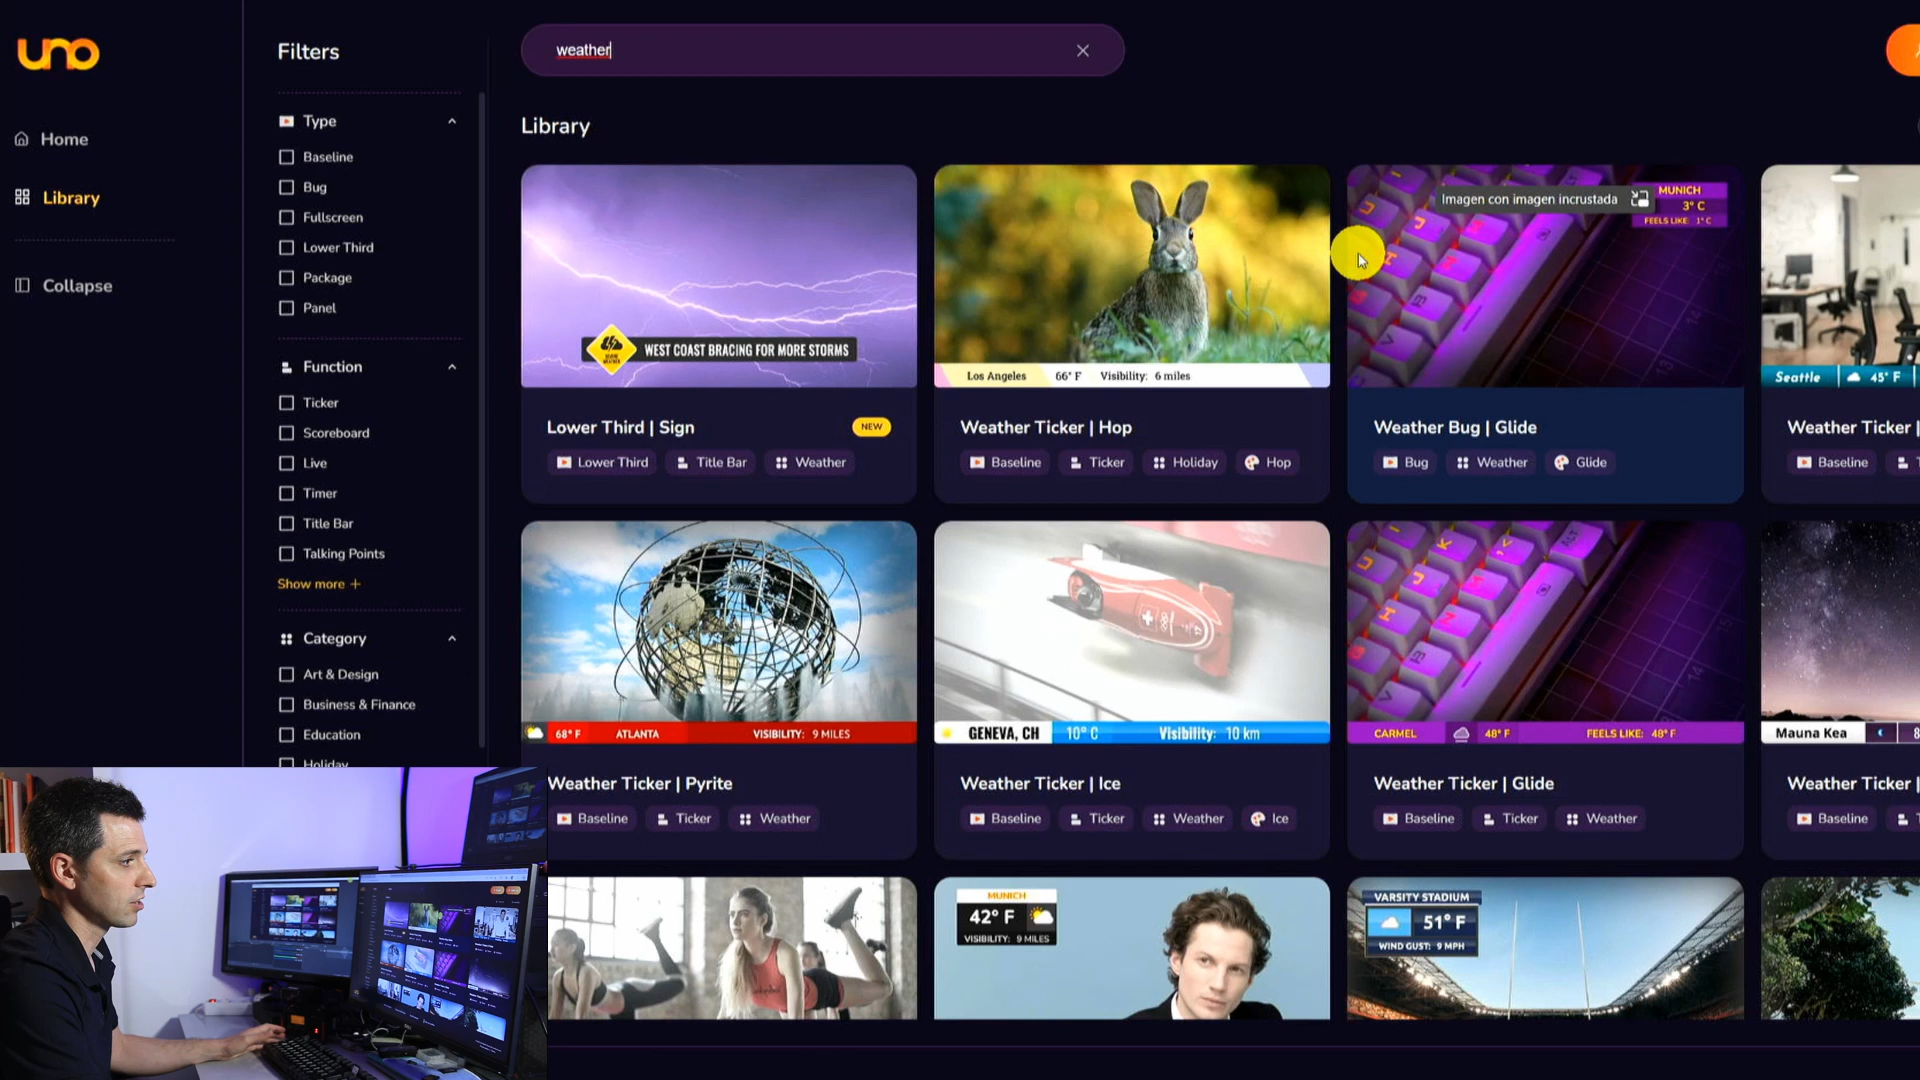 uno
Home
Library
Collapse
Filters
Type
Baseline
Bug
Fullscreen
Lower Third
Package
Panel
Function
Ticker
Scoreboard
Live
Timer
Title Bar
Talking Points
Show more +
Category
Art & Design
Business & Finance
Education
Holiday
weather
Library
WEST COAST BRACING FOR MORE STORMS
Lower Third | Sign
NEW
Lower Third Title Bar Weather
Los Angeles 66° F Visibility: 6 miles
Weather Ticker | Hop
Baseline Ticker Holiday Hop
Imagen con imagen incrustada
MUNICH
3° C
FEELS LIKE: 1° C
Weather Bug | Glide
Bug Weather Glide
Seattle 45° F
Weather Ticker |
Baseline
68° F ATLANTA VISIBILITY: 9 MILES
Weather Ticker | Pyrite
Baseline Ticker Weather
GENEVA, CH 10° C Visibility: 10 km
Weather Ticker | Ice
Baseline Ticker Weather Ice
CARMEL 48° F FEELS LIKE: 48° F
Weather Ticker | Glide
Baseline Ticker Weather
Mauna Kea
Weather Ticker |
Baseline
MUNICH
42° F
VISIBILITY: 9 MILES
VARSITY STADIUM
51° F
WIND GUST: 9 MPH